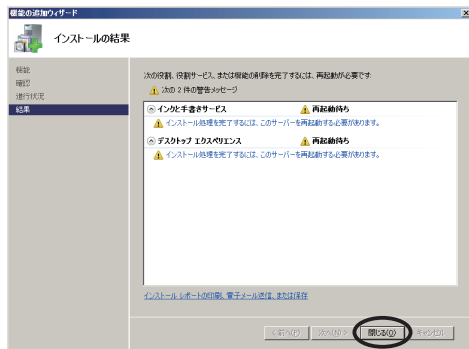 機能の追加ウィザード
インストールの結果
機能
確認
進行状況
結果
次の役割、役割サービス、または機能の削除を完了するには、再起動が必要です:
次の 2 件の警告メッセージ
インクと手書きサービス 再起動待ち
インストール処理を完了するには、このサーバーを再起動する必要があります。
デスクトップ エクスペリエンス 再起動待ち
インストール処理を完了するには、このサーバーを再起動する必要があります。
インストール レポートの印刷、電子メール送信、または保存
< 前へ(P) 次へ(N) > 閉じる(O) キャンセル